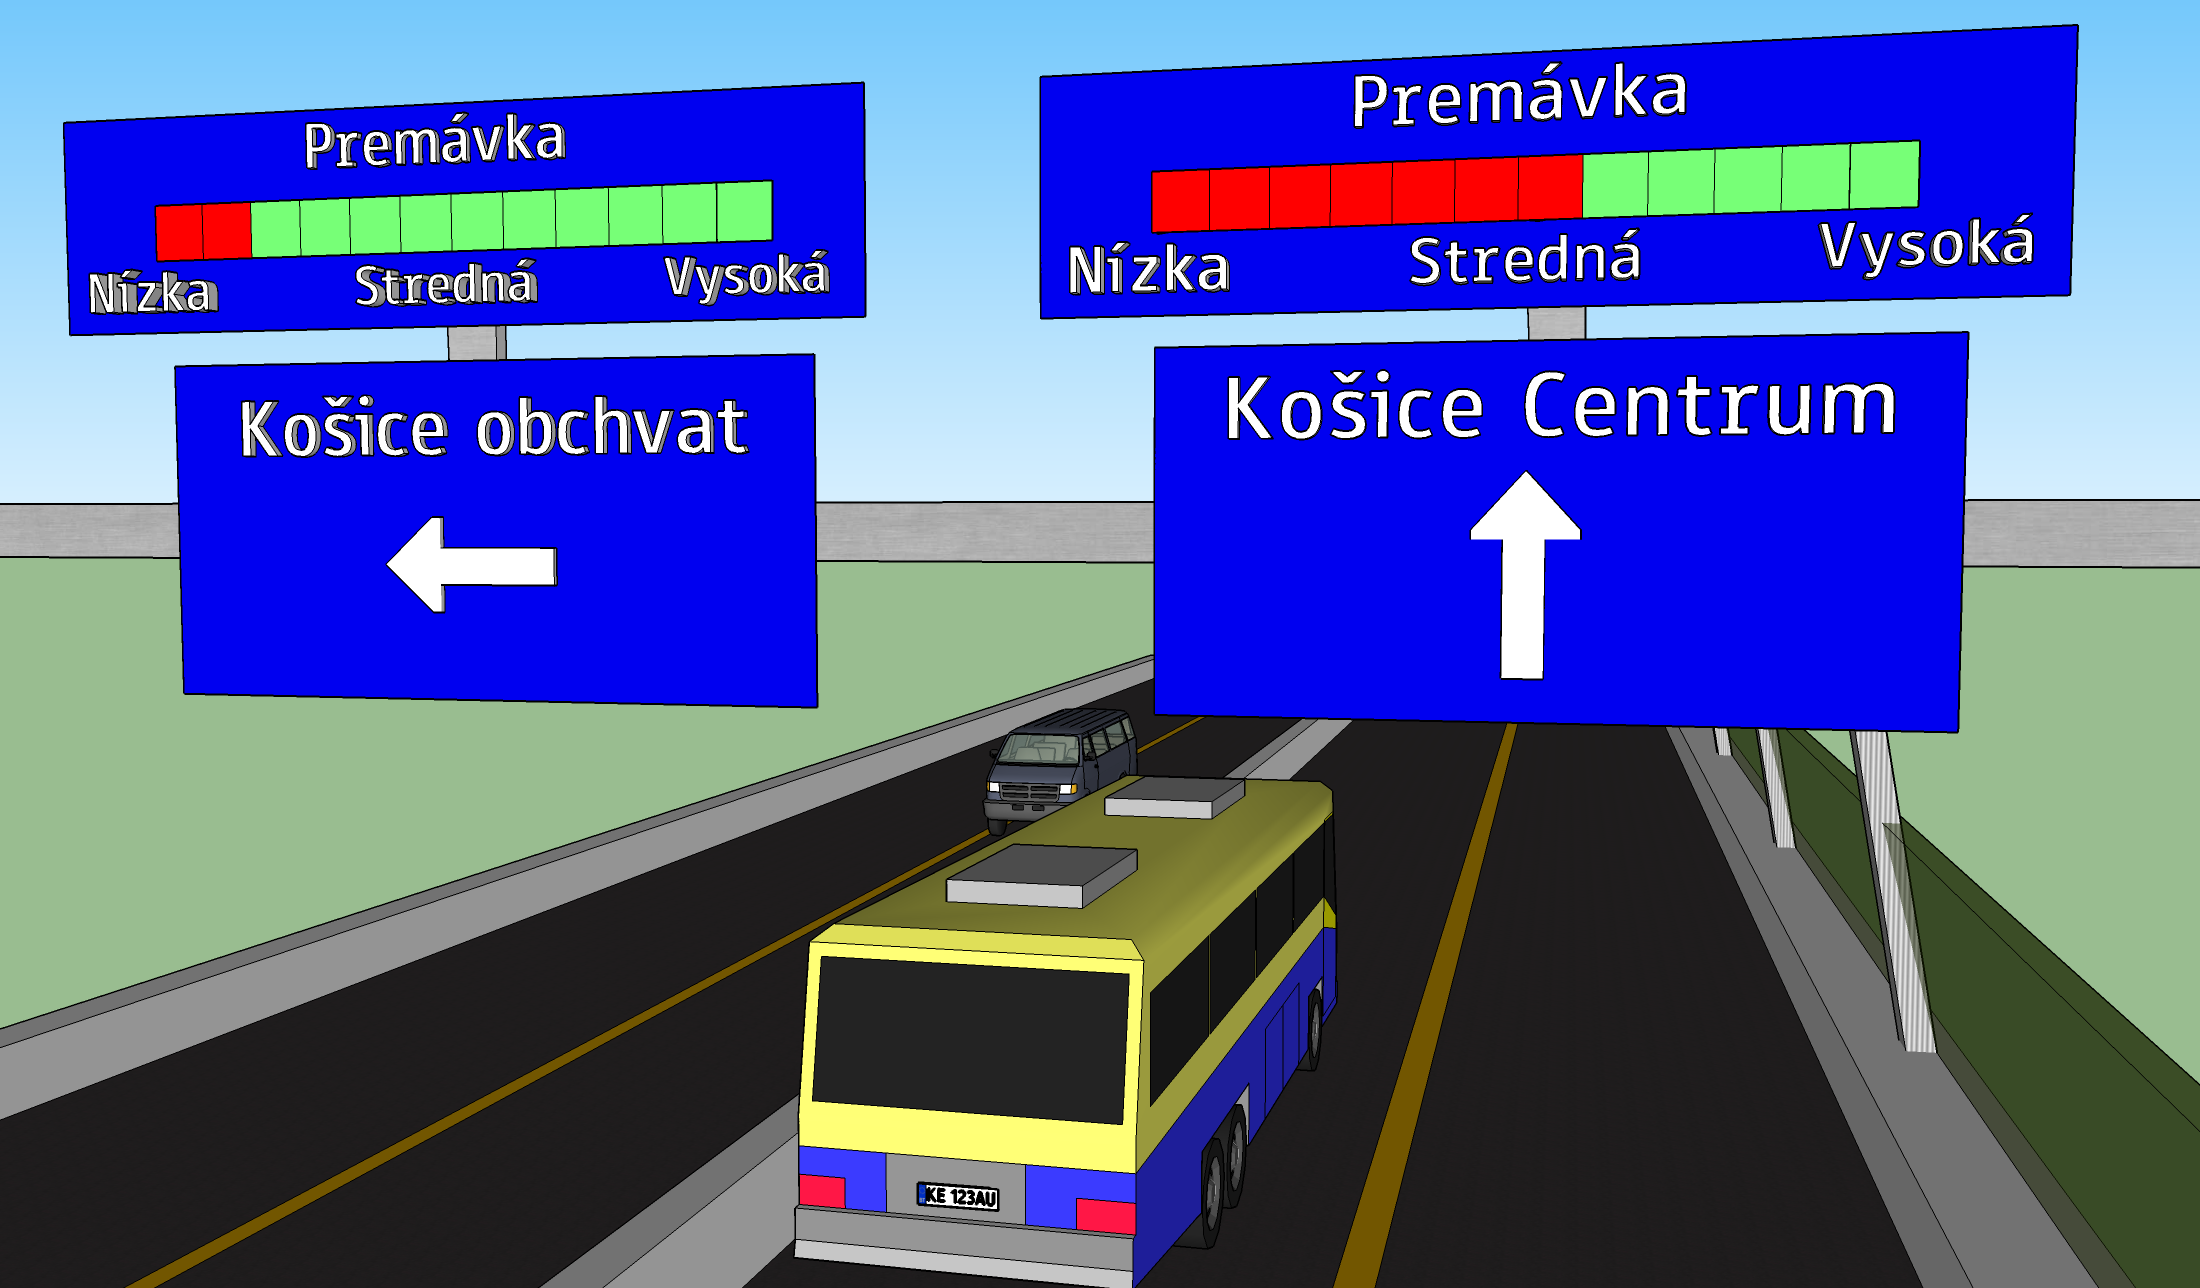 Premávka
Nízka Stredná Vysoká
Košice obchvat
Premávka
Nízka Stredná Vysoká
Košice Centrum
KE 123AU